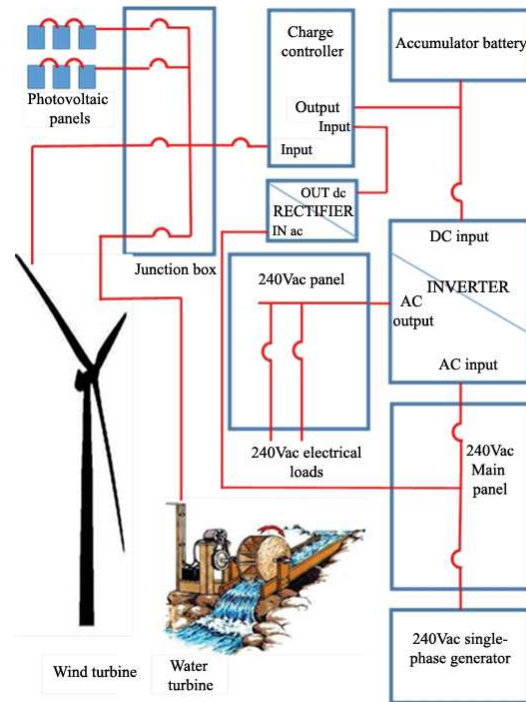 Photovoltaic
panels
Charge
controller
Output
Input
Input
Accumulator battery
OUT dc
RECTIFIER
IN ac
Junction box
DC input
INVERTER
AC
output
AC input
240Vac panel
240Vac electrical
loads
240Vac
Main
panel
240Vac single-
phase generator
Wind turbine
Water
turbine